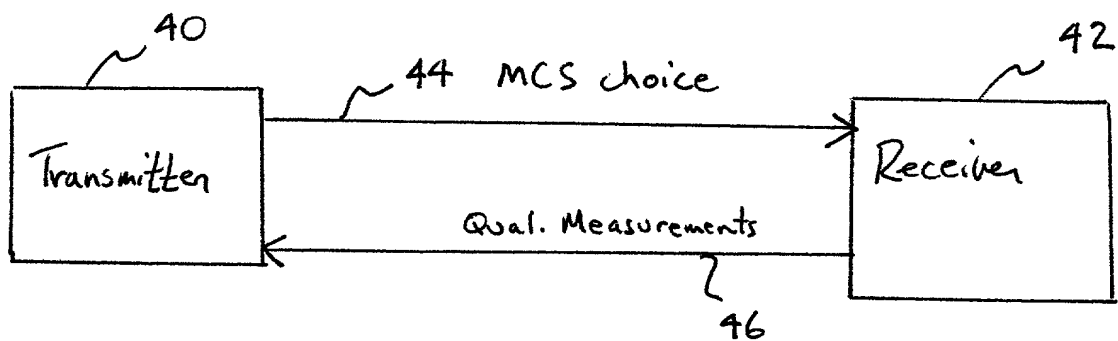 40
42
44 MCS choice
Transmitter
Receiver
Qual. Measurements
46